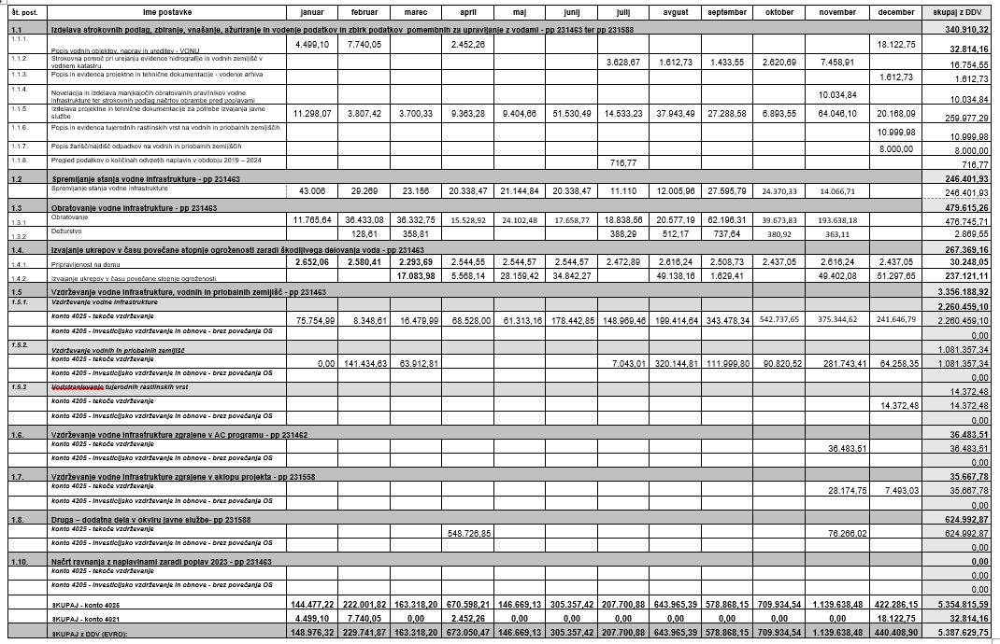 št. post. Ime postavke januar februar marec april maj junij julij avgust september oktober november december skupaj z DDV
1.1 Izdelava strokovnih podlag, zbiranje, vnašanje, ažuriranje in vodenje podatkov in zbirk podatkov pomembnih za upravljanje z vodami - pp 231463 ter pp 231588 340.910,32
1.1.1. Popis vodnih objektov, naprav in ureditev - VONU 4.499,10 7.740,05 2.452,26 18.122,75 32.814,16
1.1.2. Strokovna pomoč pri urejanju evidence hidrografije in vodnih zemljišč v
vodnem katastru. 3.628,67 1.612,73 2.433,55 2.620,69 7.458,91 16.754,55
1.1.3. Popis in evidenca projektne in tehnične dokumentacije - vodenje arhiva 1.612,73 1.612,73
1.1.4. Novelacija in izdelava manjkajočih obratovalnih pravilnikov vodne
infrastrukture ter strokovnih podlag načrtov obrambe pred poplavami 10.034,84 10.034,84
1.1.5. Izdelava projektne in tehnične dokumentacije za potrebe izvajanja javne
službe 11.298,07 3.807,42 3.700,33 9.363,28 9.404,66 51.530,49 14.533,23 37.943,49 27.288,58 6.893,55 64.046,10 20.168,09 259.977,29
1.1.6. Popis in evidenca tujerodnih rastlinskih vrst na vodnih in priobalnih zemljiščih 10.999,98 10.999,98
1.1.7. Popis žarišč/najdišč odpadkov na vodnih in priobalnih zemljiščih 8.000,00 8.000,00
1.1.8. Pregled podatkov o količinah odvzetih naplavin v obdobju 2019 – 2024 716,77 716,77
1.2 Spremljanje stanja vodne infrastrukture - pp 231463 246.401,93
Spremljanje stanja vodne infrastrukture 43.006 29.269 23.156 20.338,47 21.144,84 20.338,47 11.110 12.005,96 27.595,79 24.370,33 14.066,71 246.401,93
1.3 Obratovanje vodne infrastrukture - pp 231463 479.615,26
1.3.1 Obratovanje 11.765,64 36.433,08 36.332,75 15.528,92 24.102,48 17.658,77 18.838,56 20.577,19 62.196,31 39.673,83 193.638,18 476.745,71
1.3.2 Dežurstvo 128,61 358,81 388,29 512,17 737,64 380,92 363,11 2.869,55
1.4. Izvajanje ukrepov v času povečane stopnje ogroženosti zaradi škodljivega delovanja voda - pp 231463 267.369,16
1.4.1. Pripravljenost na domu 2.652,06 2.580,41 2.293,69 2.544,55 2.544,57 2.544,57 2.472,89 2.616,24 2.508,73 2.437,05 2.616,24 2.437,05 30.248,05
1.4.2. Izvajanje ukrepov v času povečane stopnje ogroženosti 17.083,98 5.568,14 28.159,42 34.842,27 49.138,16 1.629,41 49.402,08 51.297,65 237.121,11
1.5 Vzdrževanje vodne infrastrukture, vodnih in priobalnih zemljišč - pp 231463 3.356.188,92
1.5.1. Vzdrževanje vodne infrastrukture 2.260.459,10
konto 4025 - tekoče vzdrževanje 75.754,99 8.348,61 16.479,99 68.528,00 61.313,16 178.442,85 148.969,46 199.414,64 343.478,34 542.737,65 375.344,62 241.646,79 2.260.459,10
konto 4205 - investicijsko vzdrževanje in obnove - brez povečanja OS 0,00
1.5.2. Vzdrževanje vodnih in priobalnih zemljišč 1.081.357,34
konto 4025 - tekoče vzdrževanje 0,00 141.434,63 63.912,81 7.043,01 320.144,81 111.999,80 90.820,52 281.743,41 64.258,35 1.081.357,34
konto 4205 - investicijsko vzdrževanje in obnove - brez povečanja OS 0,00
1.5.3 Vodstranjevanje tujerodnih rastlinskih vrst 14.372,48
konto 4205 - tekoče vzdrževanje 14.372,48 14.372,48
konto 4205 - investicijsko vzdrževanje in obnove - brez povečanja OS 0,00
1.6. Vzdrževanje vodne infrastrukture zgrajene v AC programu - pp 231462 36.483,51
konto 4025 - tekoče vzdrževanje 36.483,51 36.483,51
konto 4205 - investicijsko vzdrževanje in obnove - brez povečanja OS 0,00
1.7. Vzdrževanje vodne infrastrukture zgrajene v sklopu projekta - pp 231558 35.667,78
konto 4025 - tekoče vzdrževanje 28.174,75 7.493,03 35.667,78
konto 4205 - investicijsko vzdrževanje in obnove - brez povečanja OS 0,00
1.8. Druga – dodatna dela v okviru javne službe- pp 231588 624.992,87
konto 4025 - tekoče vzdrževanje 548.726,85 76.266,02 624.992,87
konto 4205 - investicijsko vzdrževanje in obnove - brez povečanja OS 0,00
1.10. Načrt ravnanja z naplavinami zaradi poplav 2023 - pp 231463 0,00
konto 4025 - tekoče vzdrževanje 0,00
konto 4205 - investicijsko vzdrževanje in obnove - brez povečanja OS 0,00
SKUPAJ - konto 4025 144.477,22 222.001,82 163.318,20 670.598,21 146.669,13 305.357,42 207.700,88 643.965,39 578.868,15 709.934,54 1.139.638,48 422.286,15 5.354.815,59
SKUPAJ - konto 4021 4.499,10 7.740,05 0,00 2.452,26 0,00 0,00 0,00 0,00 0,00 0,00 0,00 18.122,75 32.814,16
SKUPAJ z DDV (EVRO): 148.976,32 229.741,87 163.318,20 673.050,47 146.669,13 305.357,42 207.700,88 643.965,39 578.868,15 709.934,54 1.139.638,48 440.408,90 5.387.629,75